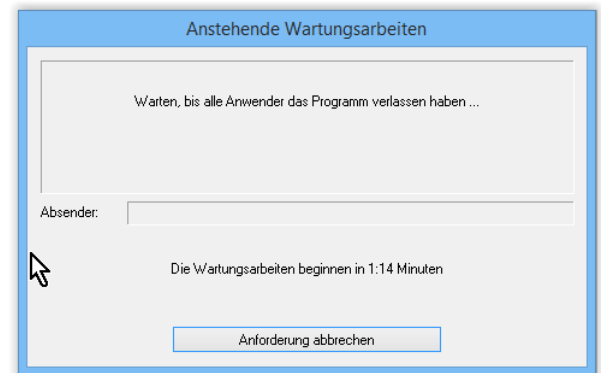 Anstehende Wartungsarbeiten
Warten, bis alle Anwender das Programm verlassen haben ...
Absender:
Die Wartungsarbeiten beginnen in 1:14 Minuten
Anforderung abbrechen